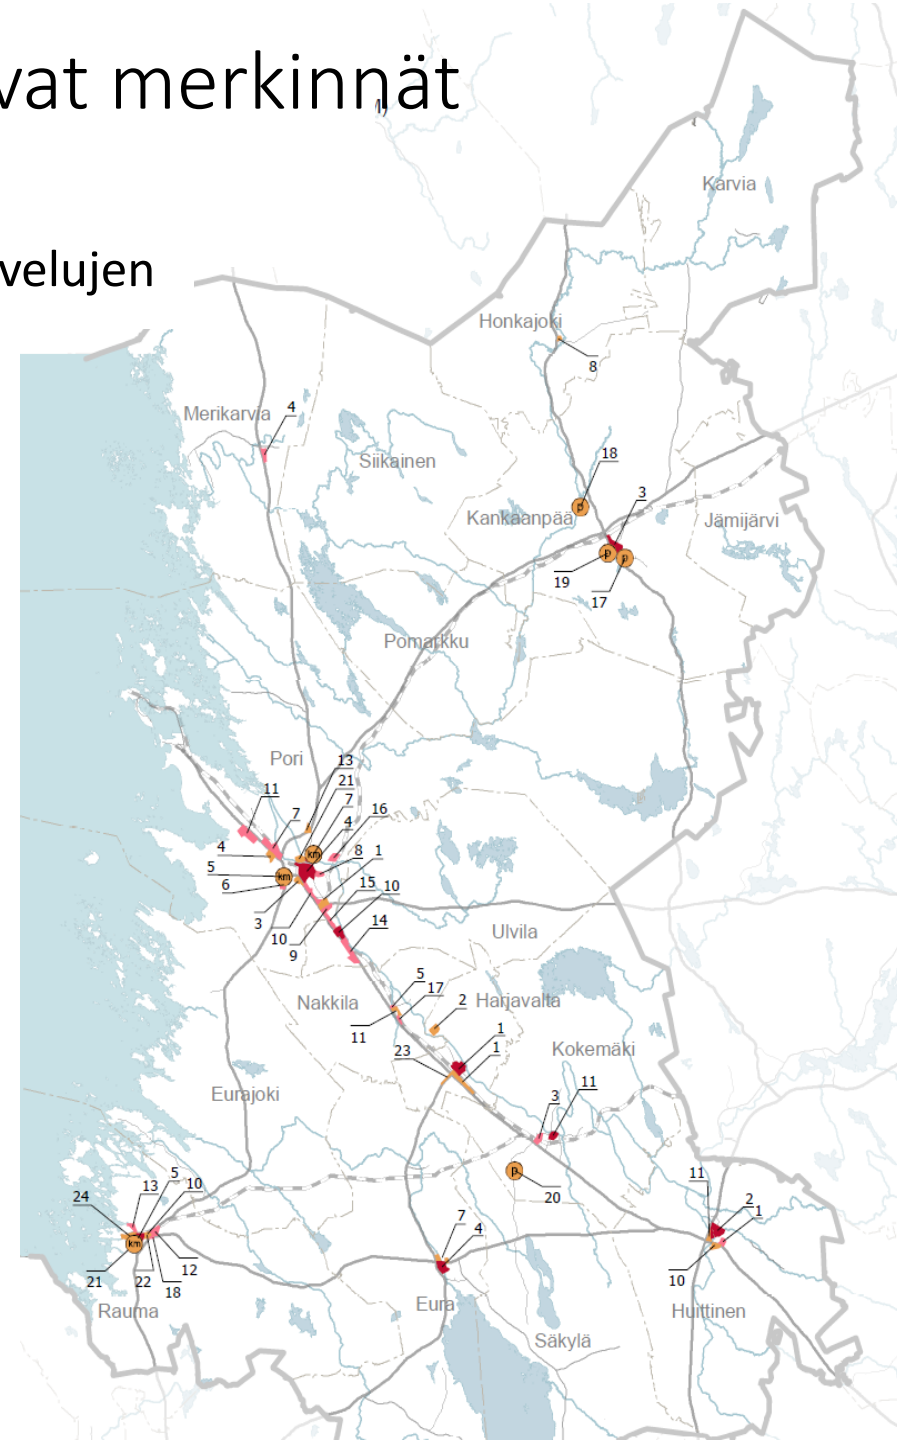 vat merkinnät
velujen
Karvia
Honkajoki
8
Merikarvia
4
Siikainen
18
Kankaanpää
3
Jämijärvi
p
p
p
19
17
Pomarkku
Pori
13
21
11
7
7
16
4
4
km
8
1
5
km
6
15
10
3
14
10
9
Ulvila
5
17
2
Nakkila
Harjavalta
11
1
23
1
Kokemäki
3
11
Eurajoki
p
20
11
24
13
5
10
2
1
km
7
4
21
22
12
18
10
Rauma
Eura
Huittinen
Säkylä